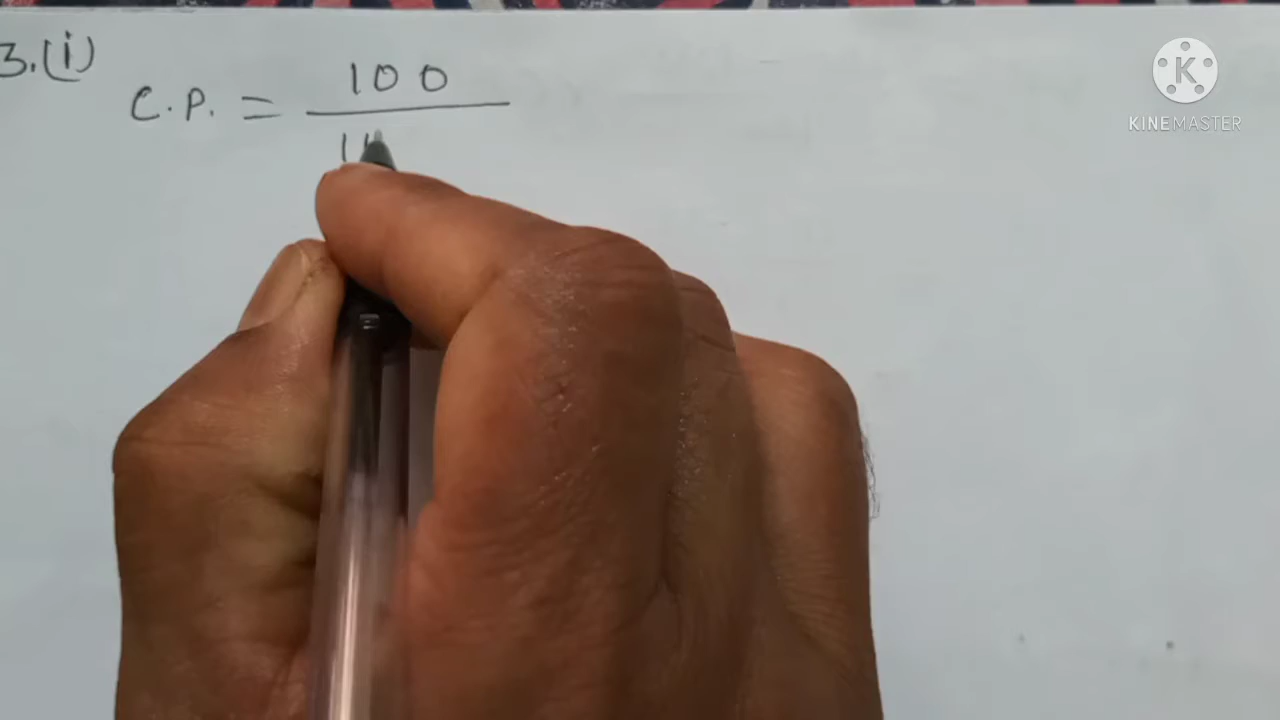 3.(i)
C.P. = 100
K
KINEMASTER